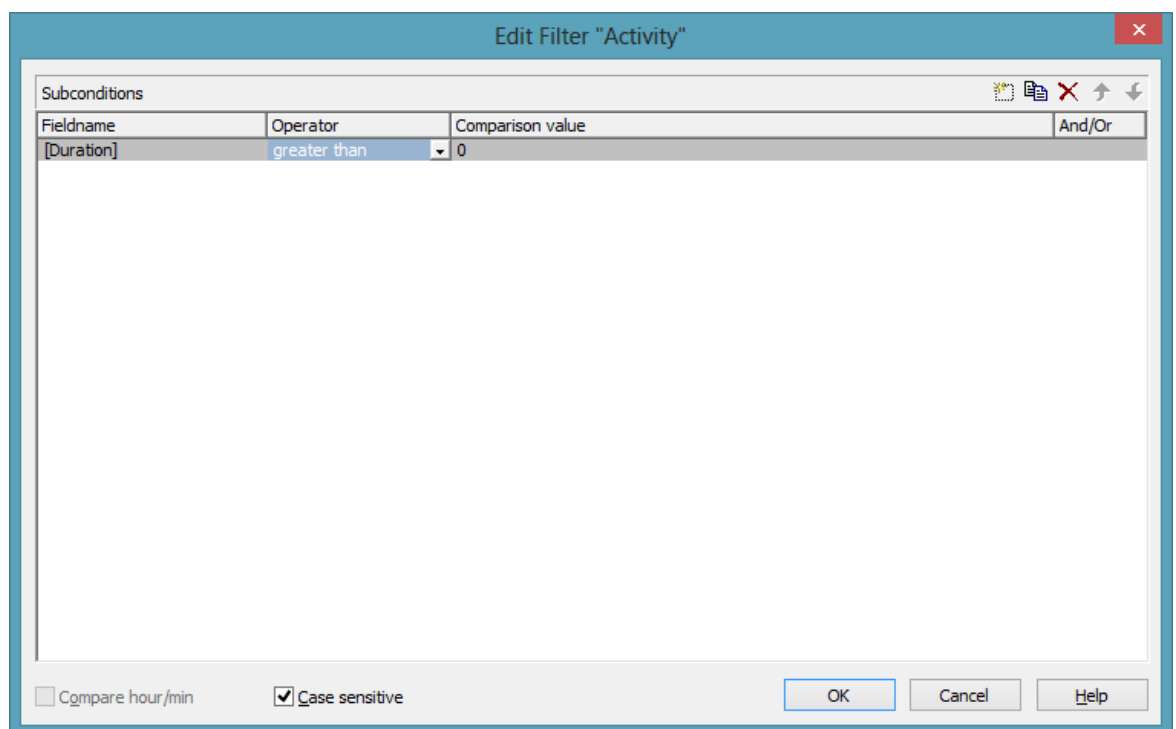 Edit Filter "Activity"
Subconditions
Fieldname Operator Comparison value And/Or
[Duration] greater than 0
Compare hour/min Case sensitive OK Cancel Help